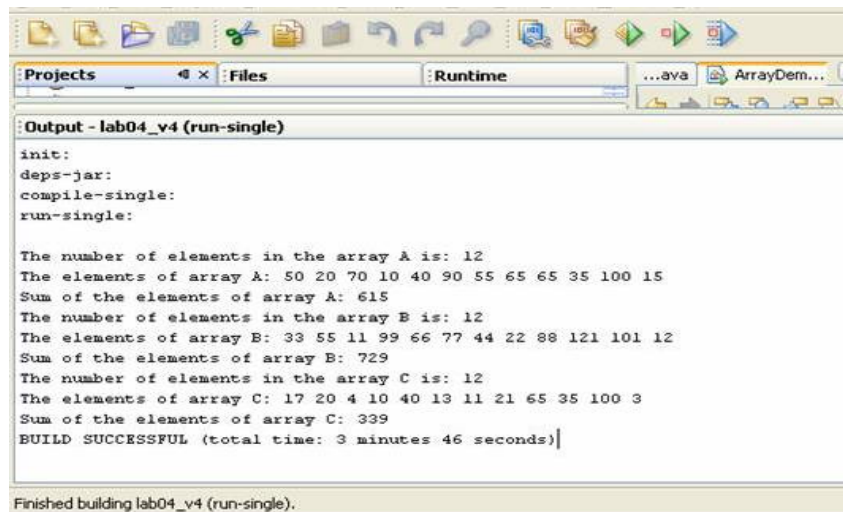 Projects
Files
Runtime
...ava
ArrayDem...
Output - lab04_v4 (run-single)
init:
deps-jar:
compile-single:
run-single:
The number of elements in the array A is: 12
The elements of array A: 50 20 70 10 40 90 55 65 65 35 100 15
Sum of the elements of array A: 615
The number of elements in the array B is: 12
The elements of array B: 33 55 11 99 66 77 44 22 88 121 101 12
Sum of the elements of array B: 729
The number of elements in the array C is: 12
The elements of array C: 17 20 4 10 40 13 11 21 65 35 100 3
Sum of the elements of array C: 339
BUILD SUCCESSFUL (total time: 3 minutes 46 seconds)
Finished building lab04_v4 (run-single).